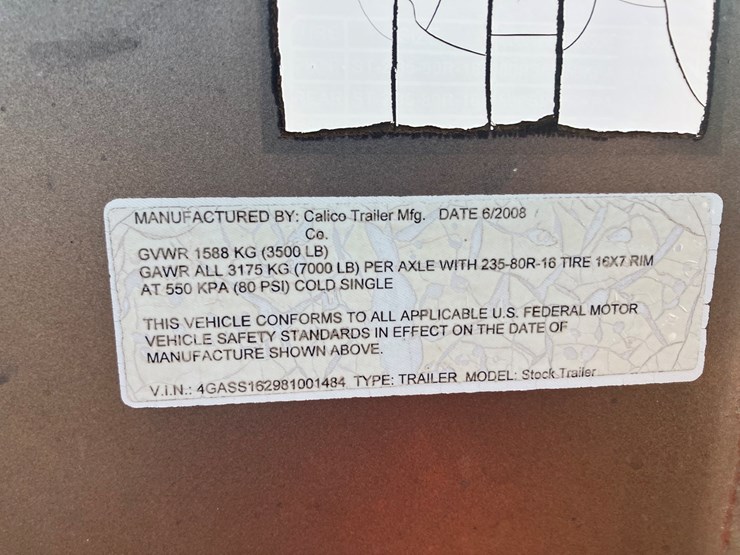 MANUFACTURED BY: Calico Trailer Mfg. DATE 6/2008
Co.
GVWR 1588 KG (3500 LB)
GAWR ALL 3175 KG (7000 LB) PER AXLE WITH 235-80R-16 TIRE 16X7 RIM
AT 550 KPA (80 PSI) COLD SINGLE
THIS VEHICLE CONFORMS TO ALL APPLICABLE U.S. FEDERAL MOTOR
VEHICLE SAFETY STANDARDS IN EFFECT ON THE DATE OF
MANUFACTURE SHOWN ABOVE.
V.I.N.: 4GASS162981001484 TYPE: TRAILER MODEL: Stock Trailer